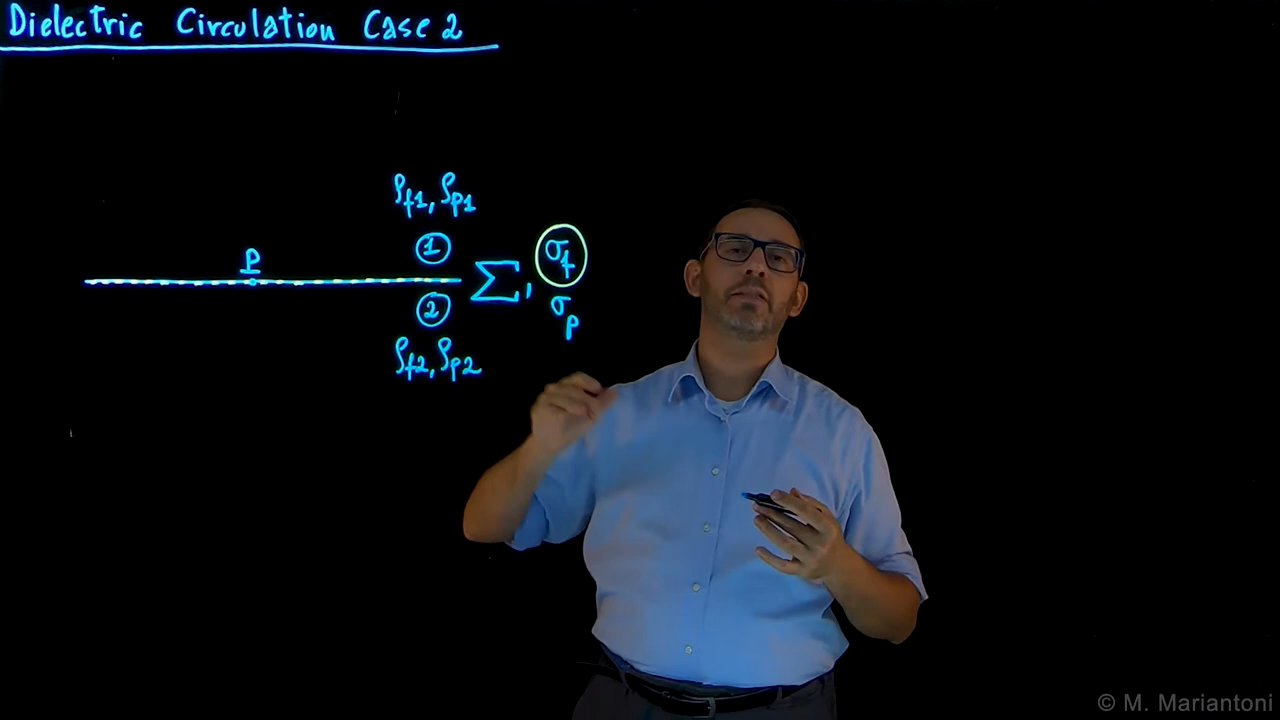 Dielectric Circulation Case 2
ρf1, ρp1
P
①
Σ, σf
②
σp
ρf2, ρp2
© M. Mariantoni